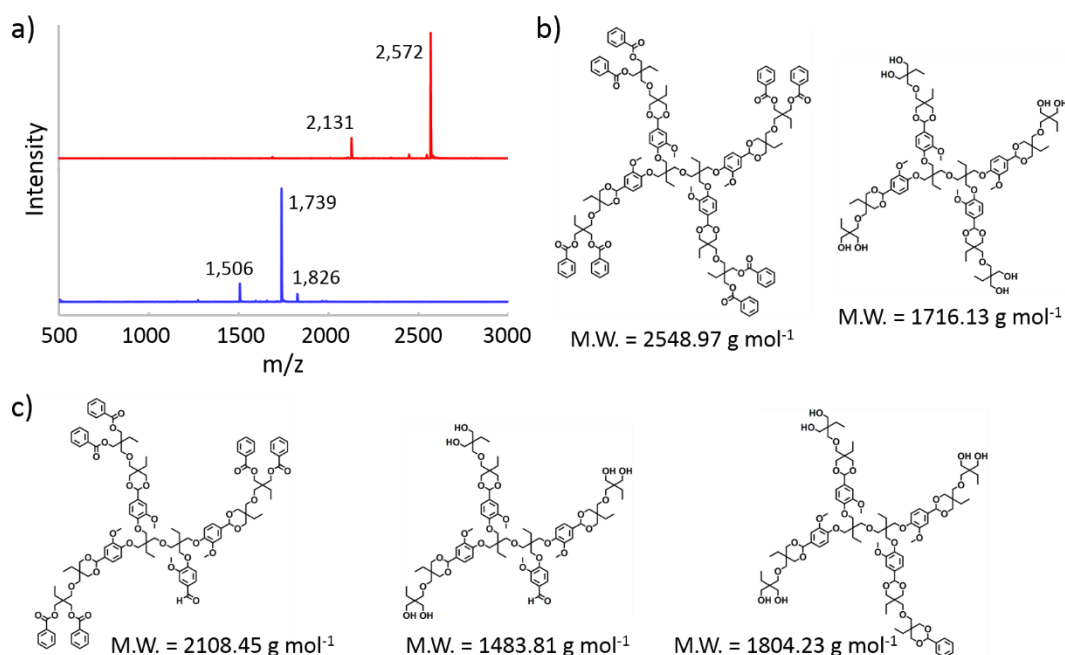 a)
2,572
2,131
1,739
1,506
1,826
Intensity
500 1000 1500 2000 2500 3000
m/z
b)
M.W. = 2548.97 g mol-1
M.W. = 1716.13 g mol-1
c)
M.W. = 2108.45 g mol-1
M.W. = 1483.81 g mol-1
M.W. = 1804.23 g mol-1